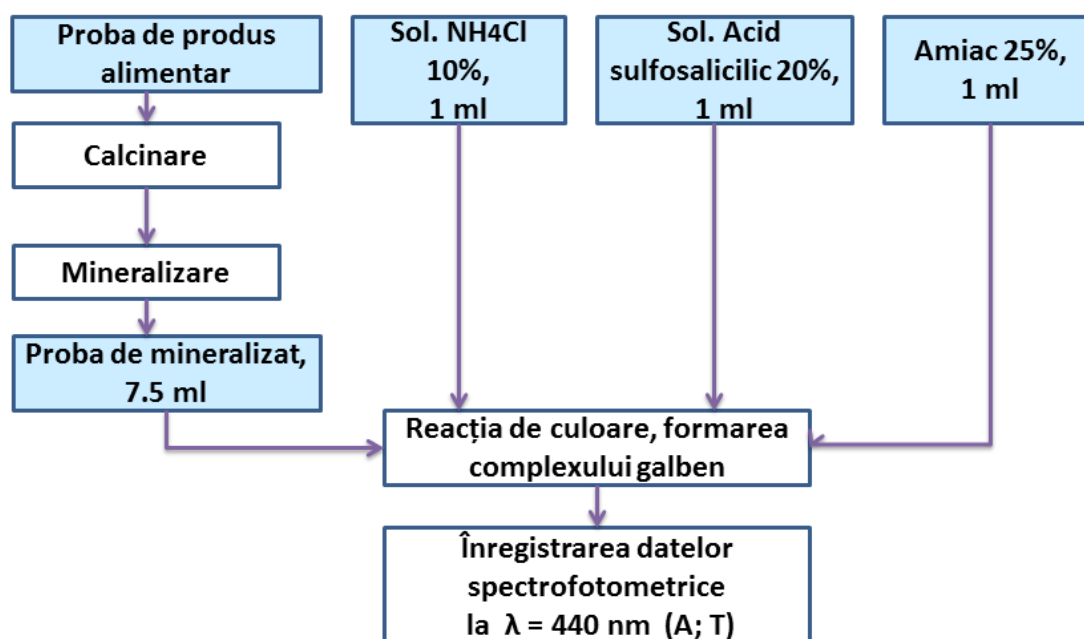 Proba de produs
alimentar
Sol. NH4Cl
10%,
1 ml
Sol. Acid
sulfosalicilic 20%,
1 ml
Amiac 25%,
1 ml
Calcinare
Mineralizare
Proba de mineralizat,
7.5 ml
Reacția de culoare, formarea
complexului galben
Înregistrarea datelor
spectrofotometrice
la λ = 440 nm (A; T)